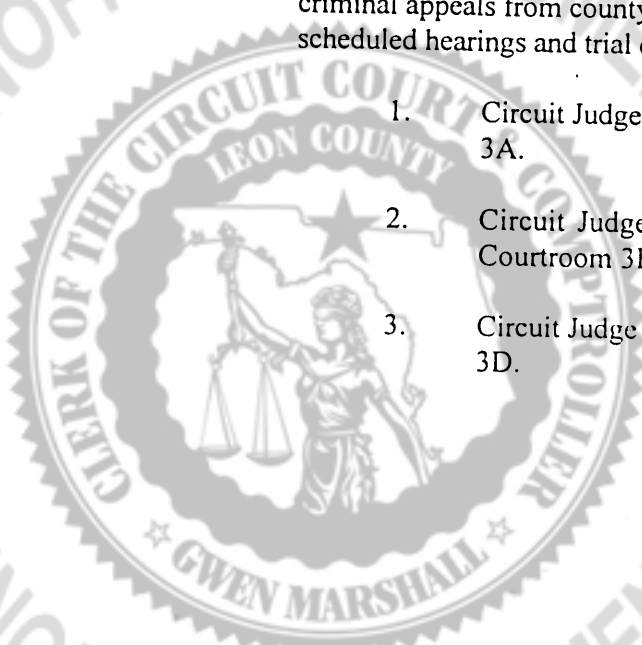 criminal appeals from county
scheduled hearings and trial
1. Circuit Judge
3A.
2. Circuit Judge
Courtroom
3. Circuit Judge
3D.
CLERK OF THE CIRCUIT COURT & COMPTROLLER
LEON COUNTY
GWEN MARSHALL